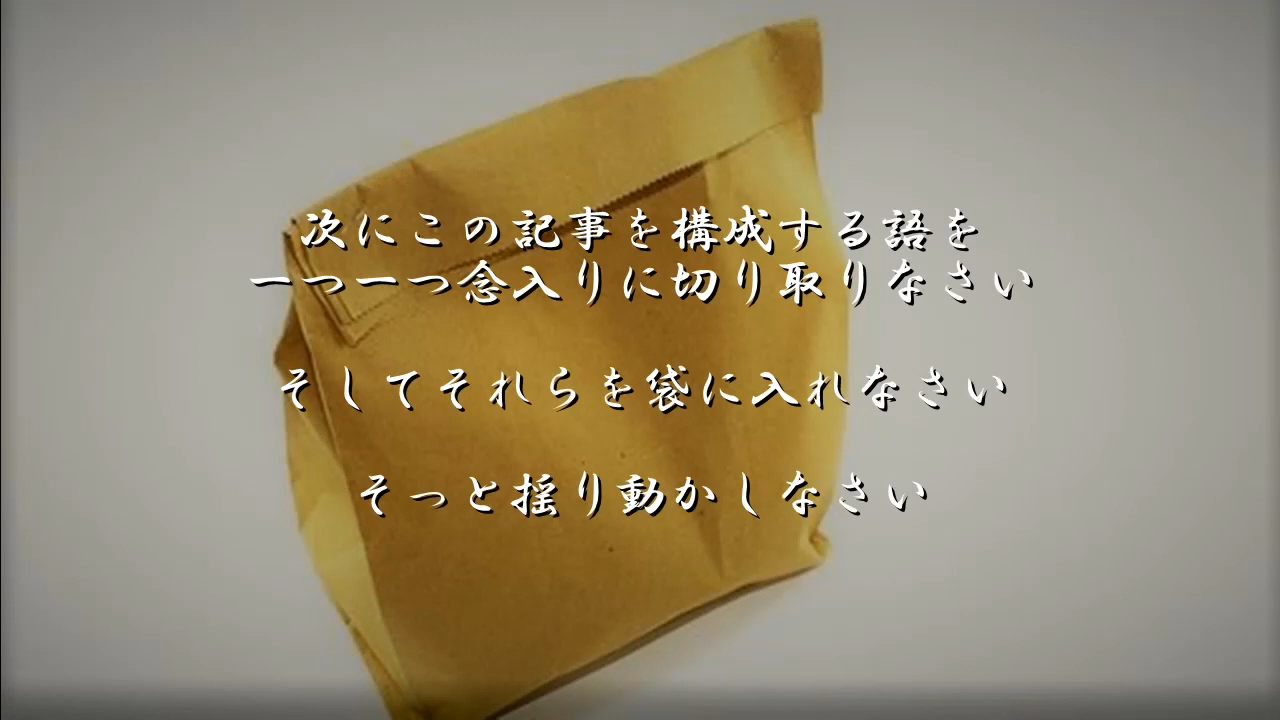 次にこの記事を構成する語を
一つ一つ念入りに切り取りなさい
そしてそれらを袋に入れなさい
そっと揺り動かしなさい